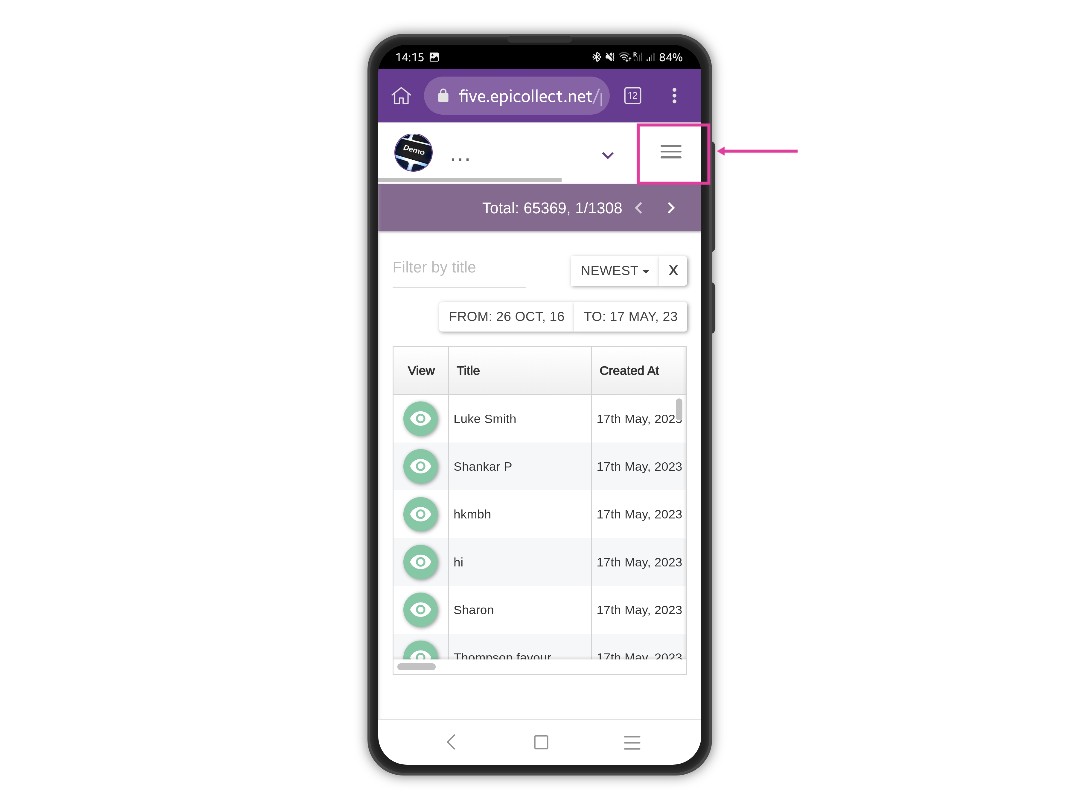 14:15 84%
five.epicollect.net/ 12
Demo ...
Total: 65369, 1/1308
Filter by title NEWEST X
FROM: 26 OCT, 16 TO: 17 MAY, 23
View Title Created At
Luke Smith 17th May, 2023
Shankar P 17th May, 2023
hkmbh 17th May, 2023
hi 17th May, 2023
Sharon 17th May, 2023
Thompson favour 17th May, 2023